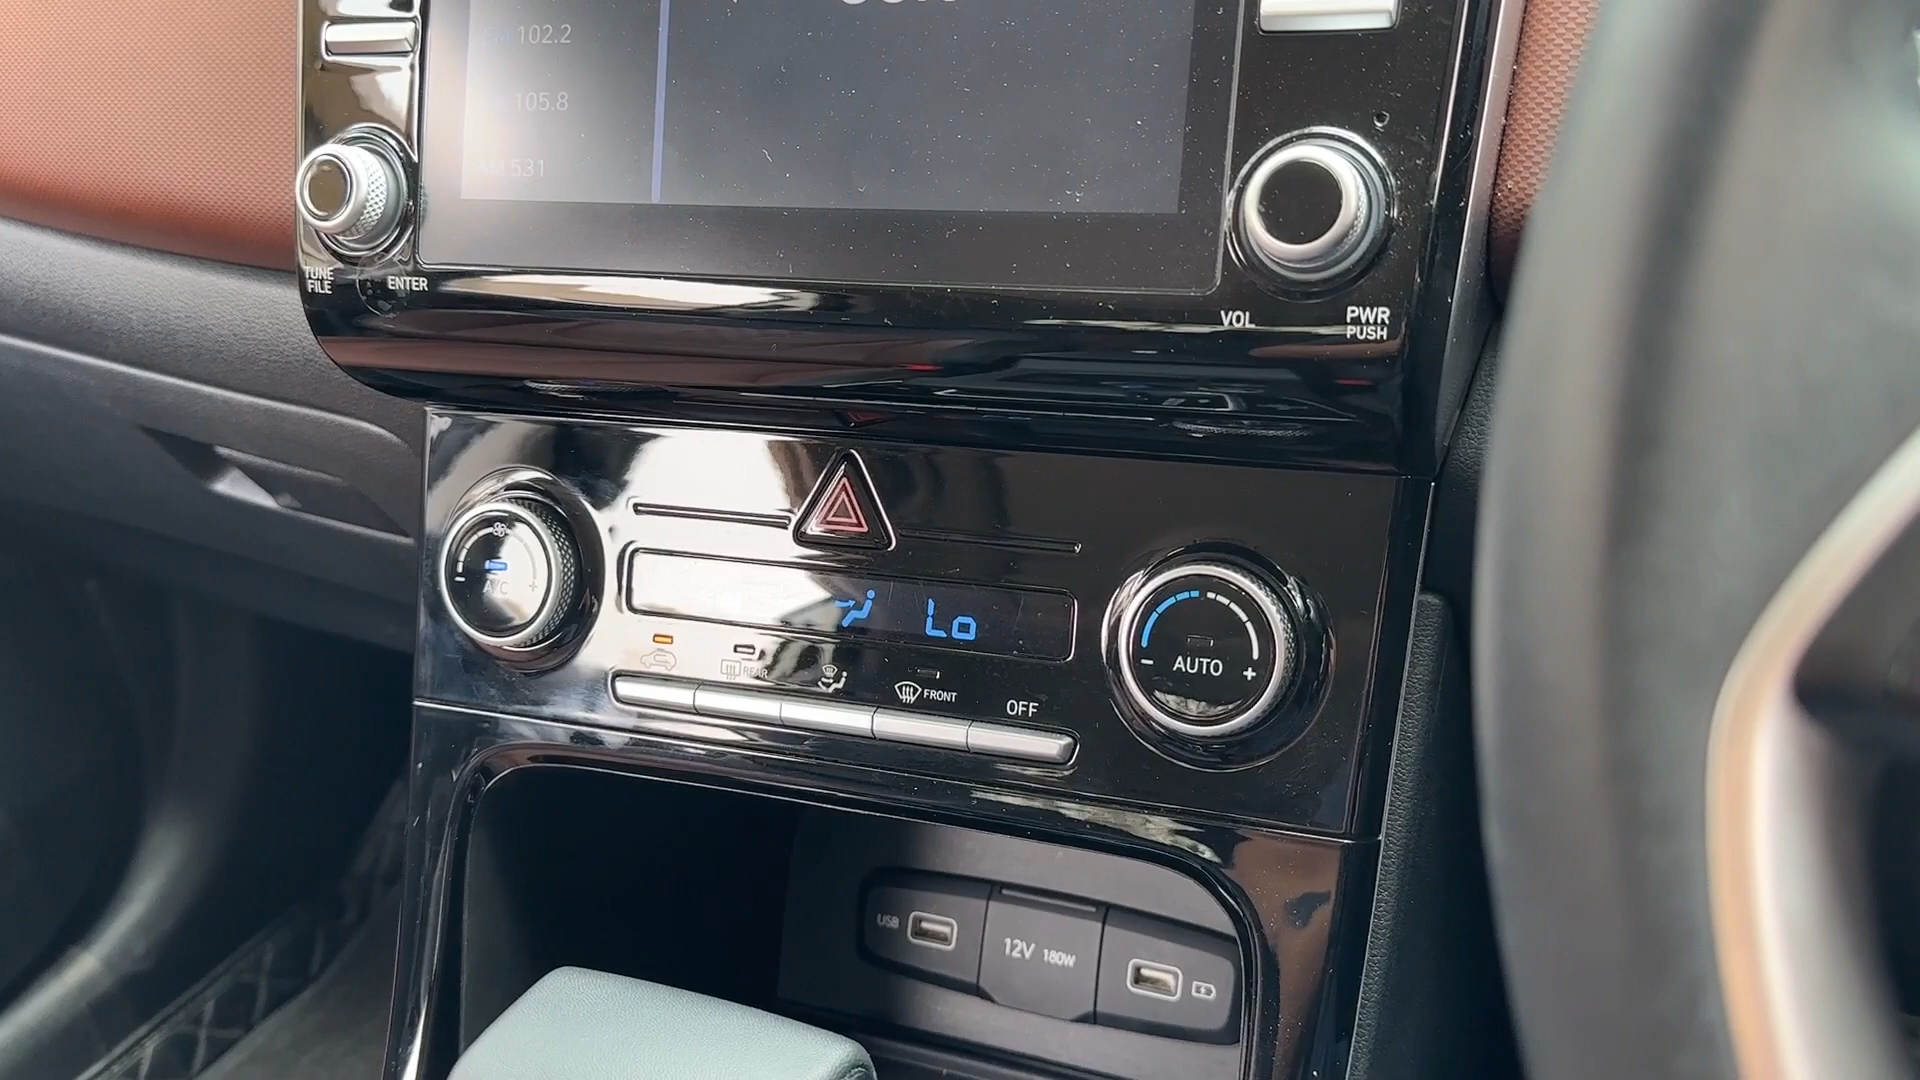 102.2
105.8
AM 531
TUNE
FILE
ENTER
VOL
PWR
PUSH
A/C
Lo
REAR
FRONT
OFF
AUTO
USB
12V 180W